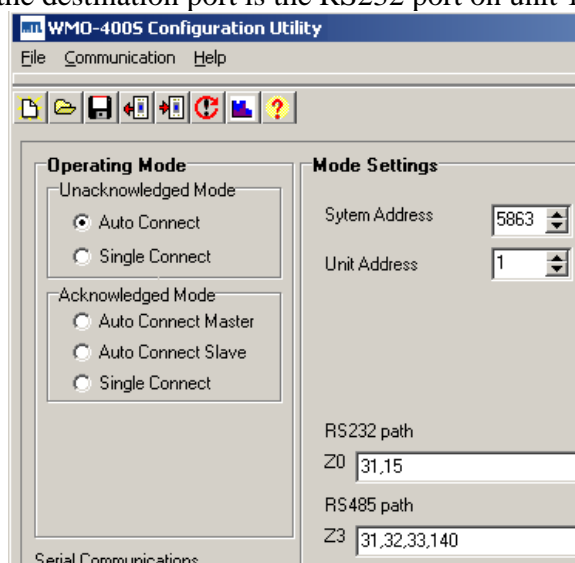 the destination port is the RS232 port on unit
WMO-4005 Configuration Utility
File Communication Help
Operating Mode
Unacknowledged Mode
Auto Connect
Single Connect
Acknowledged Mode
Auto Connect Master
Auto Connect Slave
Single Connect
Mode Settings
Sytem Address 5863
Unit Address 1
RS232 path
Z0 31,15
RS485 path
Z3 31,32,33,140
Serial Communications